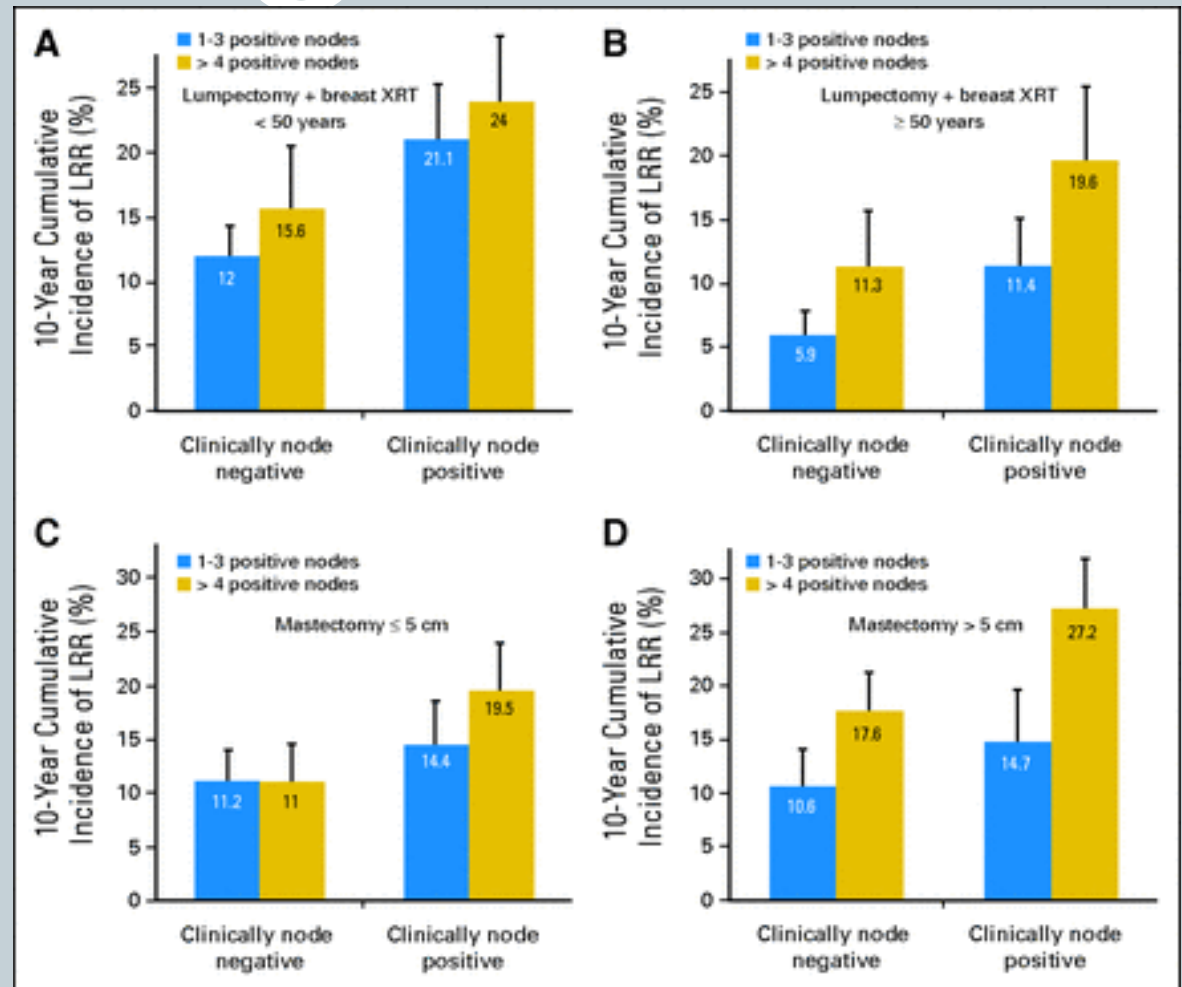 A
1-3 positive nodes
> 4 positive nodes
Lumpectomy + breast XRT
< 50 years
10-Year Cumulative
Incidence of LRR (%)
25
20
15
10
5
0
12
15.6
21.1
24
Clinically node
negative
Clinically node
positive
B
1-3 positive nodes
> 4 positive nodes
Lumpectomy + breast XRT
≥ 50 years
10-Year Cumulative
Incidence of LRR (%)
25
20
15
10
5
0
5.9
11.3
11.4
19.6
Clinically node
negative
Clinically node
positive
C
1-3 positive nodes
> 4 positive nodes
Mastectomy ≤ 5 cm
10-Year Cumulative
Incidence of LRR (%)
30
25
20
15
10
5
0
11.2
11
14.4
19.5
Clinically node
negative
Clinically node
positive
D
1-3 positive nodes
> 4 positive nodes
Mastectomy > 5 cm
10-Year Cumulative
Incidence of LRR (%)
30
25
20
15
10
5
0
10.6
17.6
14.7
27.2
Clinically node
negative
Clinically node
positive